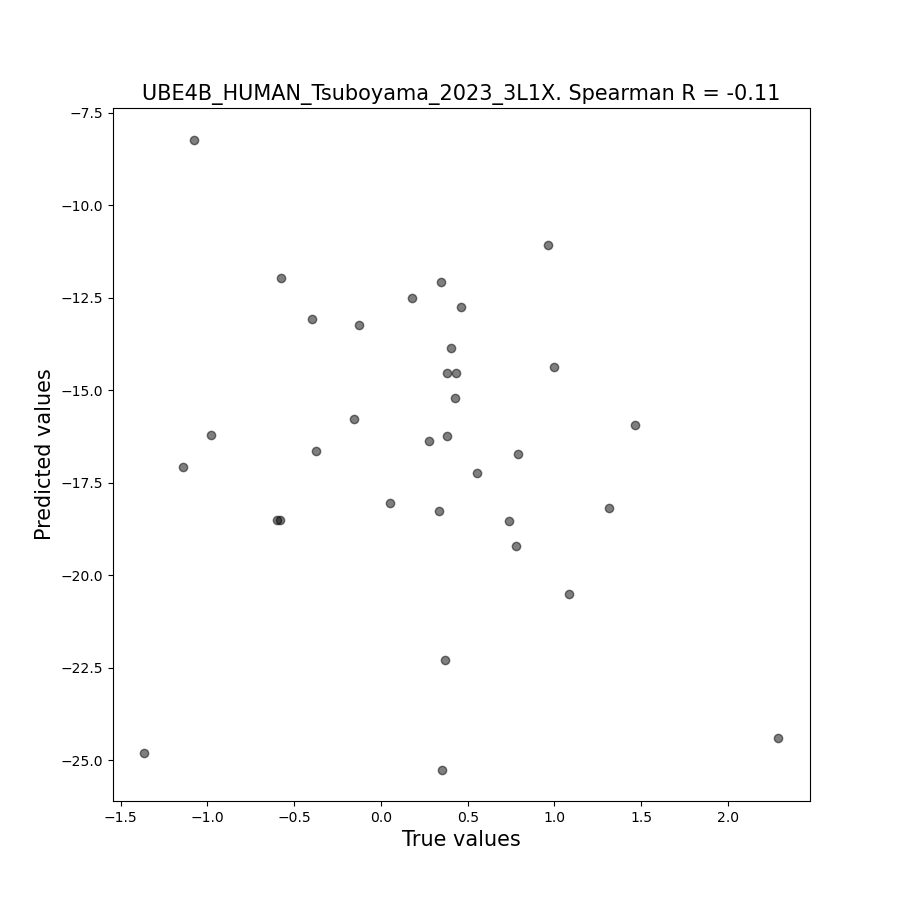 UBE4B_HUMAN_Tsuboyama_2023_3L1X. Spearman R = -0.11
−7.5
−10.0
−12.5
−15.0
−17.5
−20.0
−22.5
−25.0
Predicted values
−1.5 −1.0 −0.5 0.0 0.5 1.0 1.5 2.0
True values